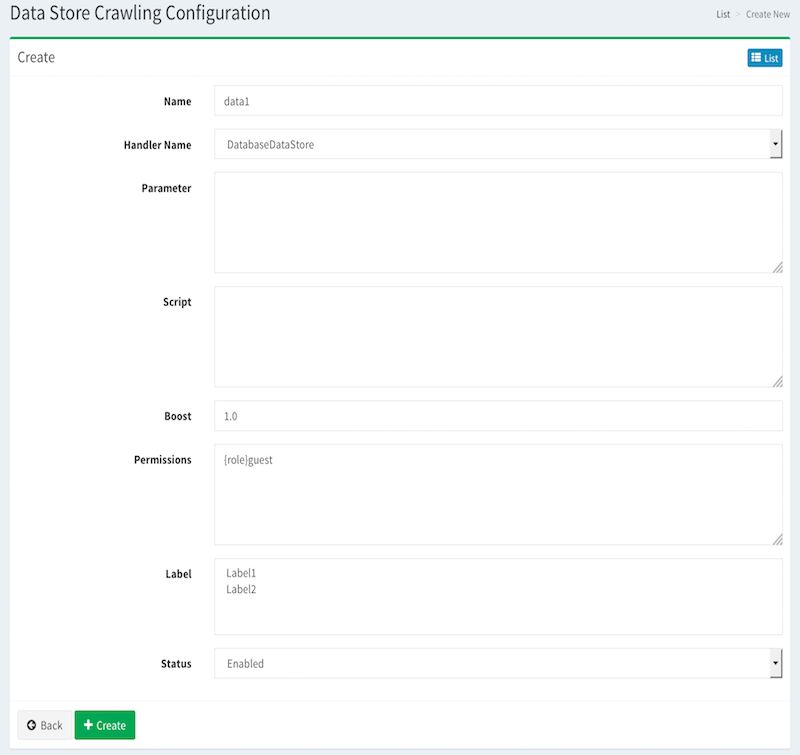 Data Store Crawling Configuration
List > Create New
Create
List
Name
data1
Handler Name
DatabaseDataStore
Parameter
Script
Boost
1.0
Permissions
{role}guest
Label
Label1
Label2
Status
Enabled
Back
Create